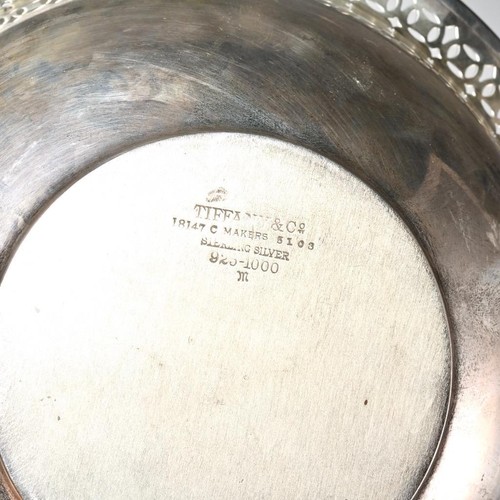 TIFFANY & Co
18147 C MAKERS 5103
STERLING SILVER
925-1000
m